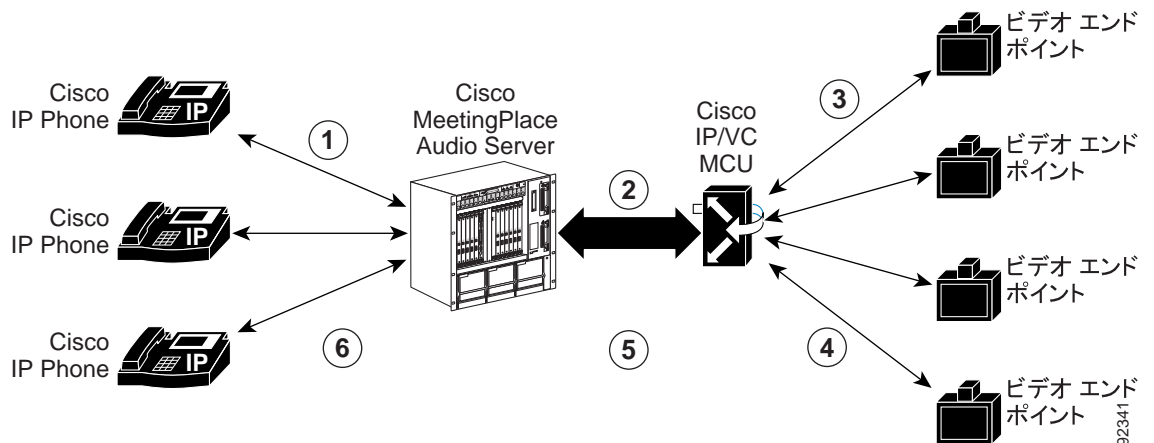 Cisco
IP Phone
IP
Cisco
IP Phone
IP
Cisco
IP Phone
IP
1
6
Cisco
MeetingPlace
Audio Server
2
5
Cisco
IP/VC
MCU
3
4
ビデオ エンド
ポイント
ビデオ エンド
ポイント
ビデオ エンド
ポイント
ビデオ エンド
ポイント
92341